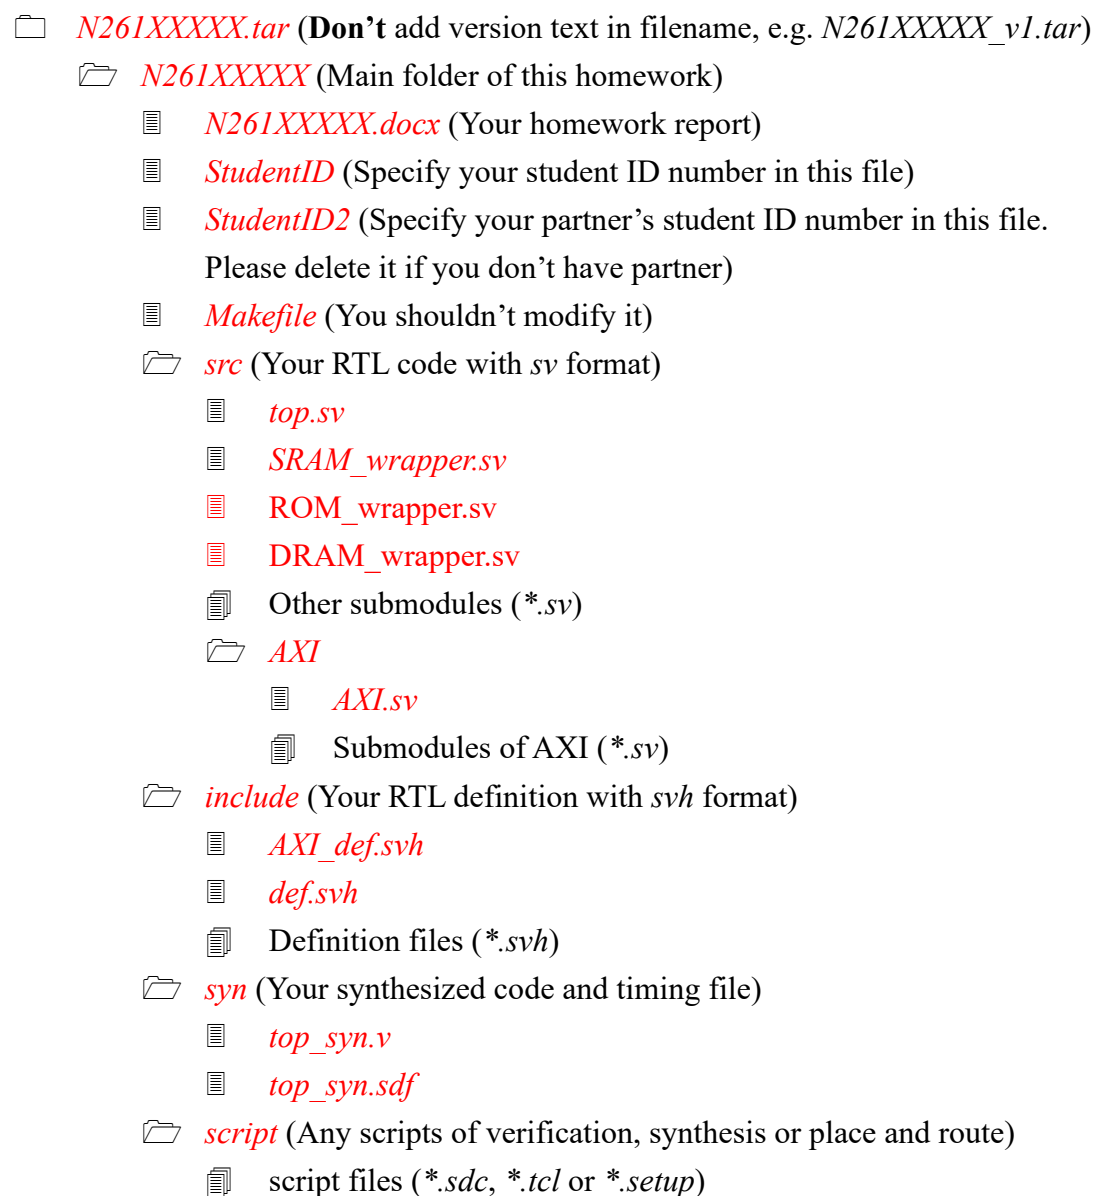 N261XXXXX.tar (Don't add version text in filename, e.g. N261XXXXX_v1.tar)
N261XXXXX (Main folder of this homework)
N261XXXXX.docx (Your homework report)
StudentID (Specify your student ID number in this file)
StudentID2 (Specify your partner's student ID number in this file.
Please delete it if you don't have partner)
Makefile (You shouldn't modify it)
src (Your RTL code with sv format)
top.sv
SRAM_wrapper.sv
ROM_wrapper.sv
DRAM_wrapper.sv
Other submodules (*.sv)
AXI
AXI.sv
Submodules of AXI (*.sv)
include (Your RTL definition with svh format)
AXI_def.svh
def.svh
Definition files (*.svh)
syn (Your synthesized code and timing file)
top_syn.v
top_syn.sdf
script (Any scripts of verification, synthesis or place and route)
script files (*.sdc, *.tcl or *.setup)